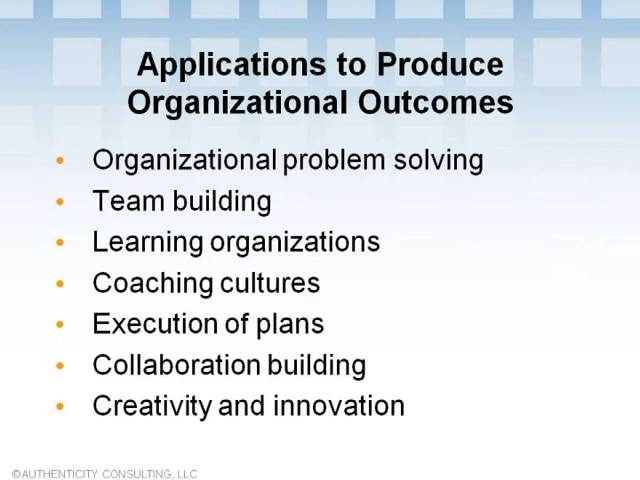 Applications to Produce
Organizational Outcomes
• Organizational problem solving
• Team building
• Learning organizations
• Coaching cultures
• Execution of plans
• Collaboration building
• Creativity and innovation
©AUTHENTICITY CONSULTING, LLC